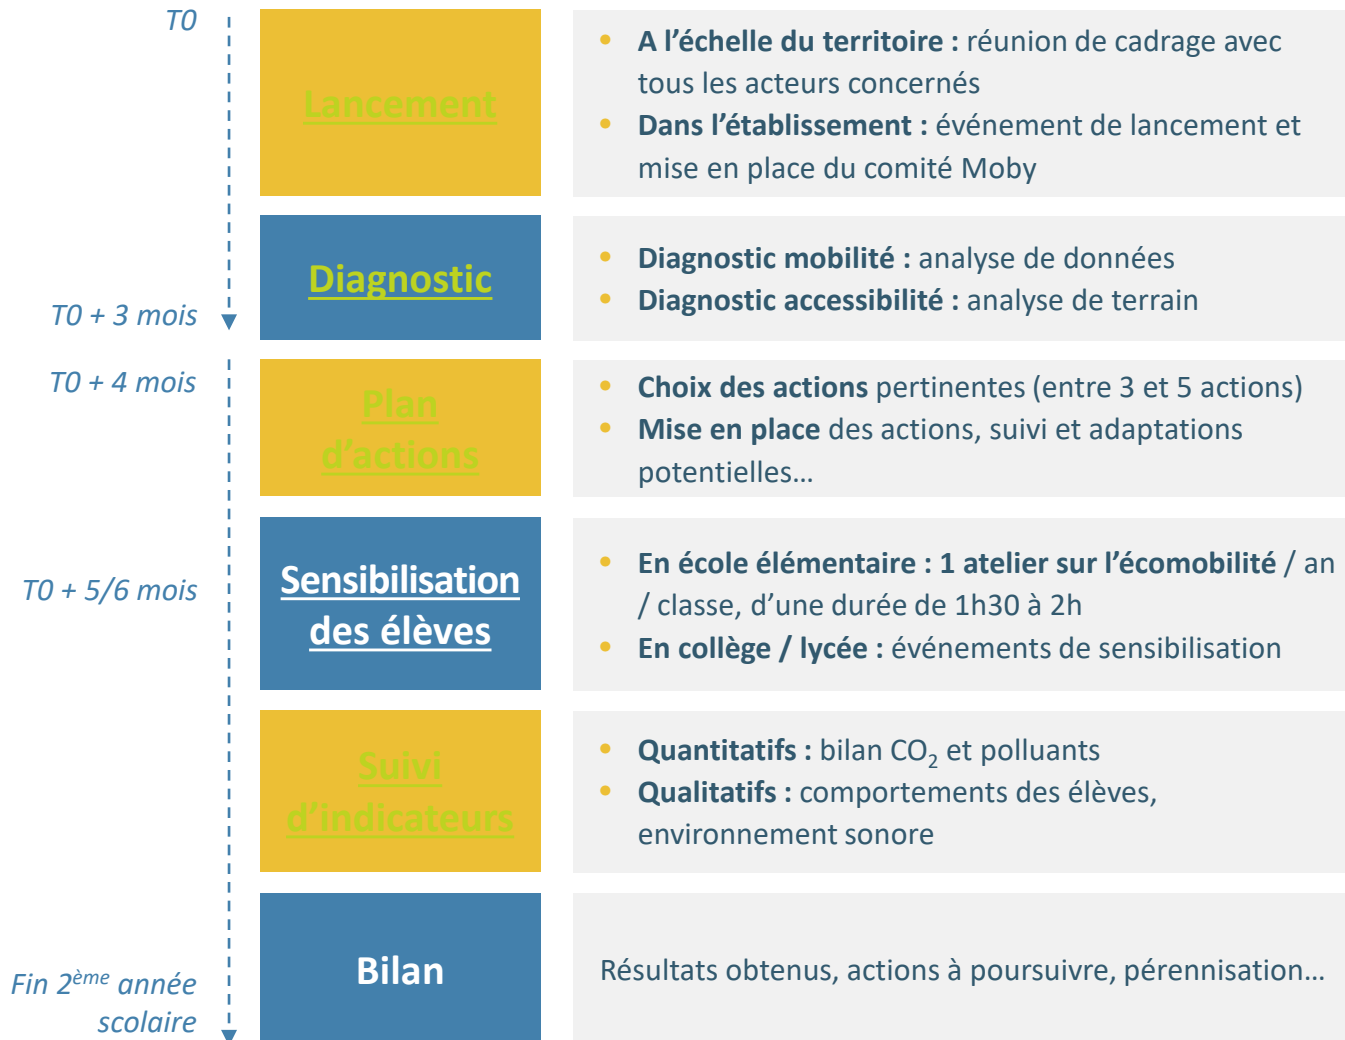 T0
Lancement
• A l’échelle du territoire : réunion de cadrage avec
tous les acteurs concernés
• Dans l’établissement : événement de lancement et
mise en place du comité Moby
Diagnostic
T0 + 3 mois
• Diagnostic mobilité : analyse de données
• Diagnostic accessibilité : analyse de terrain
T0 + 4 mois
Plan
d’actions
• Choix des actions pertinentes (entre 3 et 5 actions)
• Mise en place des actions, suivi et adaptations
potentielles…
T0 + 5/6 mois
Sensibilisation
des élèves
• En école élémentaire : 1 atelier sur l’écomobilité / an
/ classe, d’une durée de 1h30 à 2h
• En collège / lycée : événements de sensibilisation
Suivi
d’indicateurs
• Quantitatifs : bilan CO₂ et polluants
• Qualitatifs : comportements des élèves,
environnement sonore
Fin 2ème année
scolaire
Bilan
Résultats obtenus, actions à poursuivre, pérennisation…